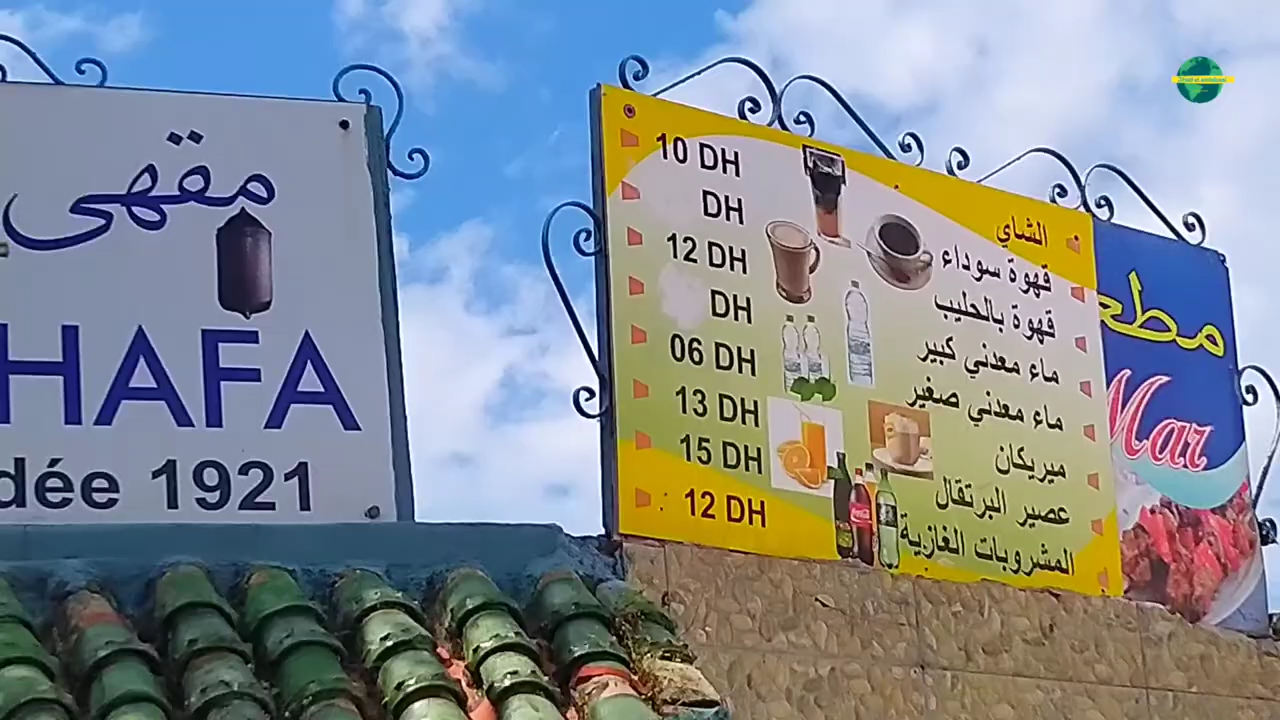 مقهى
HAFA
dée 1921
10 DH
DH
12 DH
DH
06 DH
13 DH
15 DH
12 DH
الشاي
قهوة سوداء
قهوة بالحليب
ماء معدني كبير
ماء معدني صغير
ميريكان
عصير البرتقال
المشروبات الغازية
مطع
Mar